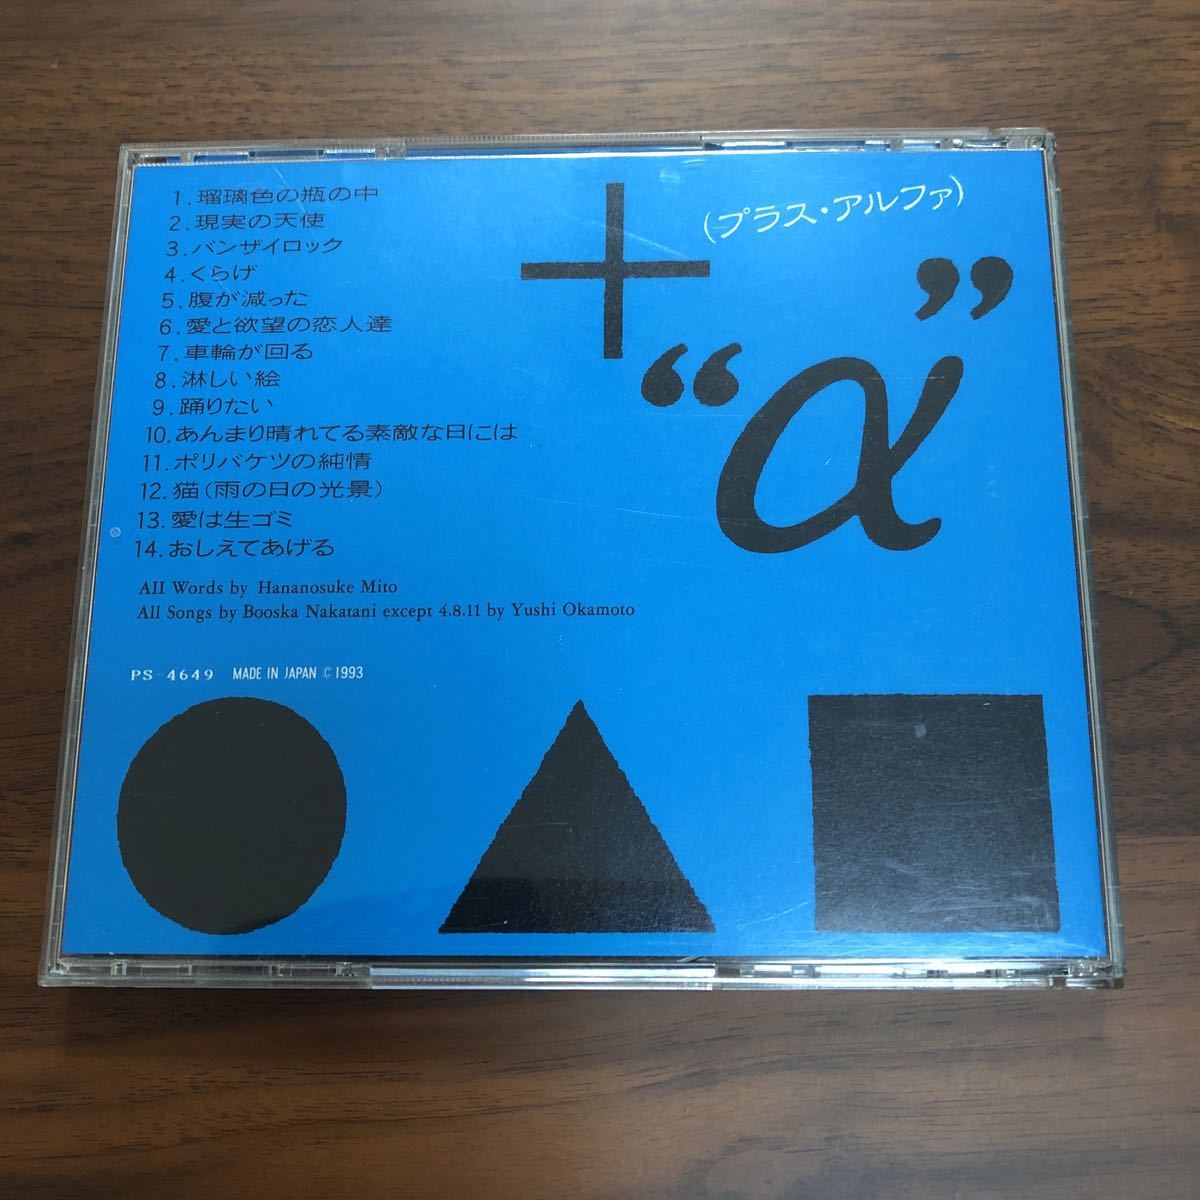 1.瑠璃色の瓶の中
2.現実の天使
3.バンザイロック
4.くらげ
5.腹が減った
6.愛と欲望の恋人達
7.車輪が回る
8.淋しい絵
9.踊りたい
10.あんまり晴れてる素敵な日には
11.ポリバケツの純情
12.猫(雨の日の光景)
13.愛は生ゴミ
14.おしえてあげる
All Words by Hananosuke Mito
All Songs by Booska Nakatani except 4.8.11 by Yushi Okamoto
PS-4649 MADE IN JAPAN ©1993
(プラス・アルファ)
+
“α”